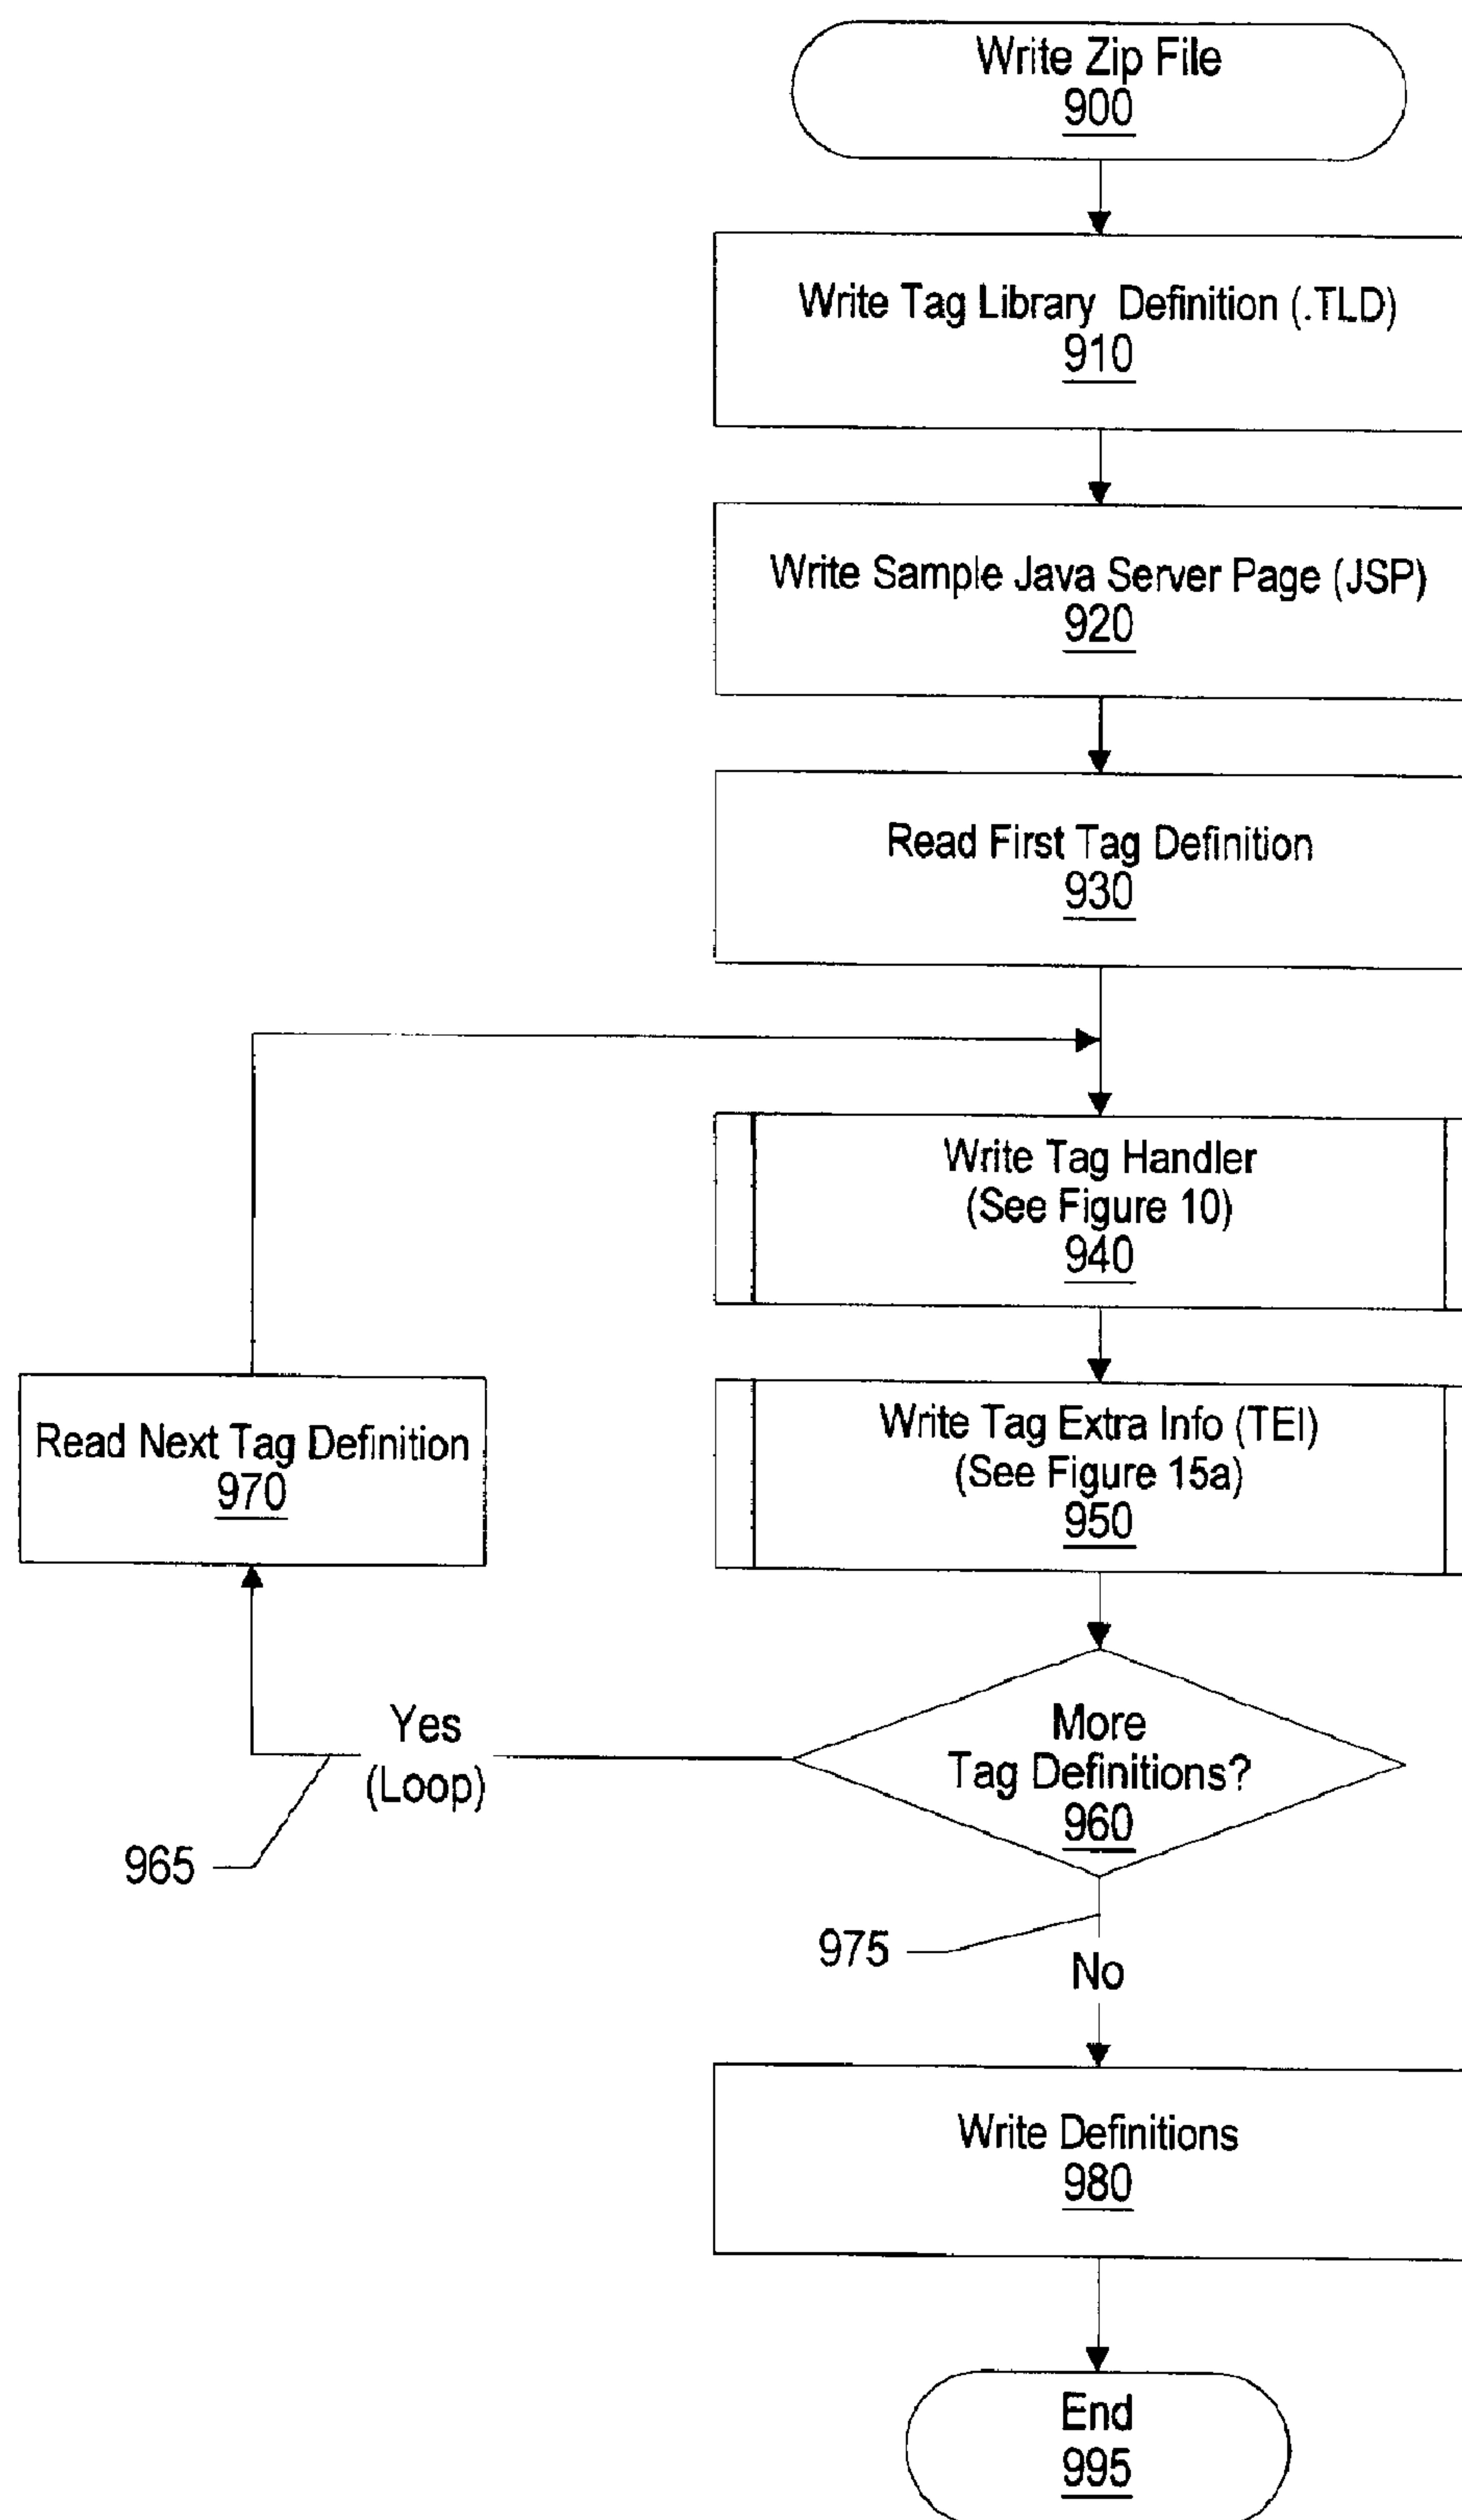 Write Zip File
900
Write Tag Library Definition (.TLD)
910
Write Sample Java Server Page (JSP)
920
Read First Tag Definition
930
Write Tag Handler
(See Figure 10)
940
Write Tag Extra Info (TEI)
(See Figure 15a)
950
Read Next Tag Definition
970
More
Tag Definitions?
960
Yes
(Loop)
965
975
No
Write Definitions
980
End
995